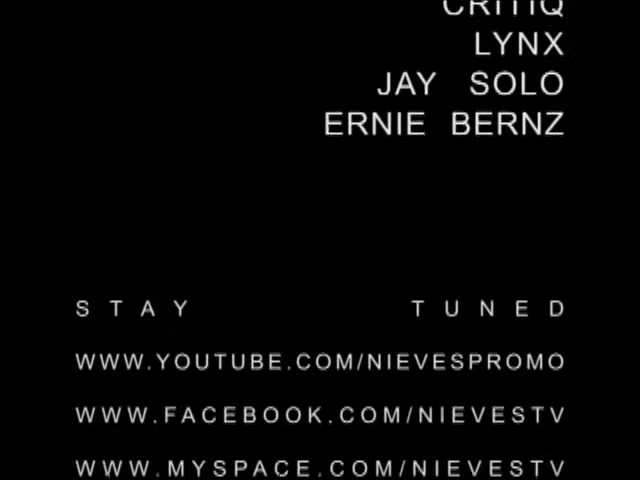 CRITIQ
LYNX
JAY SOLO
ERNIE BERNZ
STAY TUNED
WWW.YOUTUBE.COM/NIEVESPROMO
WWW.FACEBOOK.COM/NIEVESTV
WWW.MYSPACE.COM/NIEVESTV